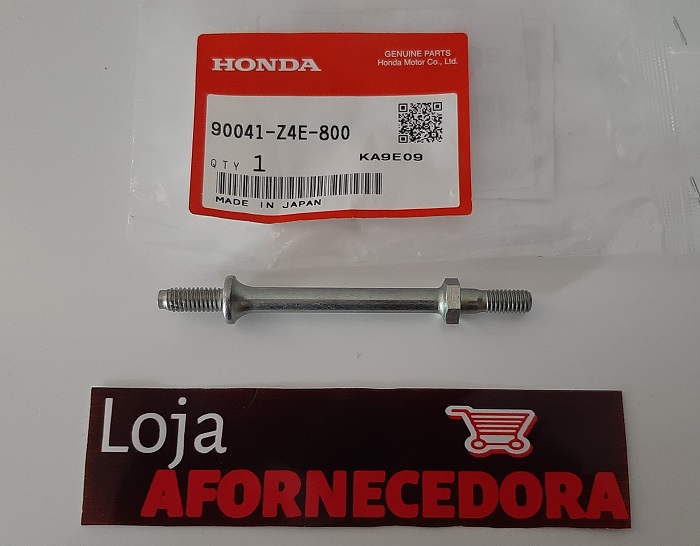 HONDA
GENUINE PARTS
Honda Motor Co., Ltd.
90041-Z4E-800
QTY 1
KA9E09
MADE IN JAPAN
Loja
AFORNECEDORA